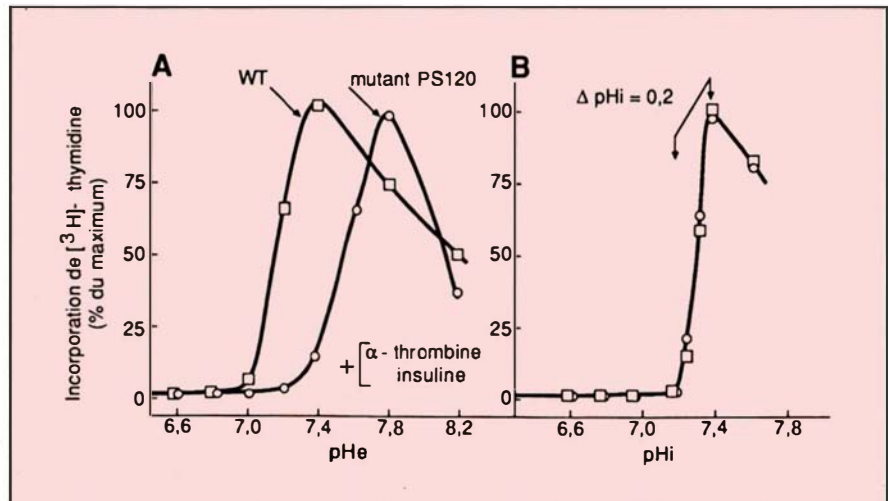 A
B
WT
mutant PS120
Δ pHi = 0,2
Incorporation de [³H]- thymidine
(% du maximum)
100
75
50
25
0
+ [ α - thrombine
insuline
6,6 7,0 7,4 7,8 8,2
pHe
100
75
50
25
0
6,6 7,0 7,4 7,8
pHi